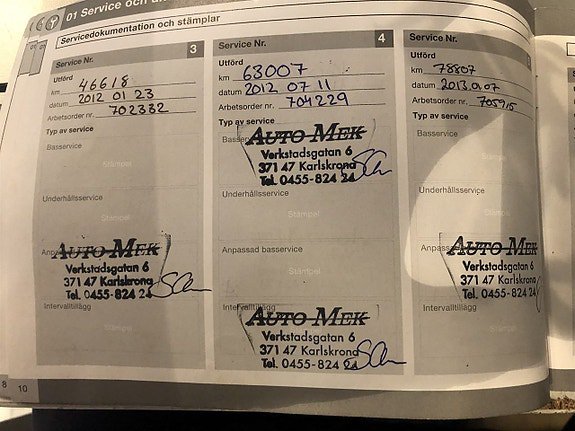 01 Service och
Servicedokumentation och stämplar
3
Utförd
km 46618
datum 2012 01 23
Arbetsorder nr. 702332
Typ av service
Basservice
Stämpel
Underhållsservice
Stämpel
AUTO MEK
Verkstadsgatan 6
371 47 Karlskrona
Tel. 0455-824 24
Intervalltillägg
Stämpel
Service Nr. 4
Utförd
km 63007
datum 2012 07 11
Arbetsorder nr. 704229
Typ av service
Basservice
AUTO MEK
Verkstadsgatan 6
371 47 Karlskrona
Tel. 0455-824 24
Underhållsservice
Stämpel
Anpassad basservice
Stämpel
Intervalltillägg
AUTO MEK
Verkstadsgatan 6
371 47 Karlskrona
Tel. 0455-824 24
Service Nr.
Utförd
km 78807
datum 2013.01.07
Arbetsorder nr. 705915
Typ av service
Basservice
Underhållsservice
AUTO MEK
Verkstadsgatan 6
371 47 Karlskrona
Tel. 0455-824 24
Intervalltillägg
8
10